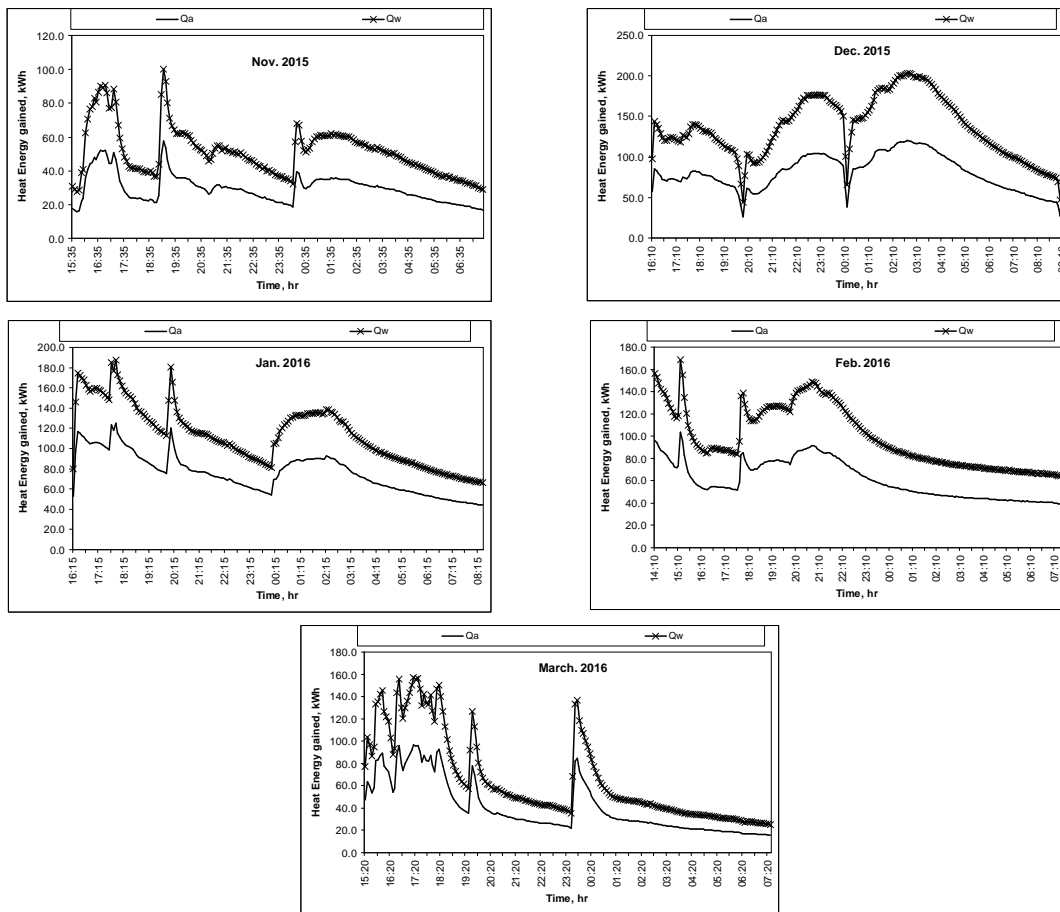 Qa Qw
Nov. 2015
Heat Energy gained, kWh
120.0
100.0
80.0
60.0
40.0
20.0
0.0
15:35 16:35 17:35 18:35 19:35 20:35 21:35 22:35 23:35 00:35 01:35 02:35 03:35 04:35 05:35 06:35
Time, hr
Qa Qw
Dec. 2015
Heat Energy gained, kWh
250.0
200.0
150.0
100.0
50.0
0.0
16:10 17:10 18:10 19:10 20:10 21:10 22:10 23:10 00:10 01:10 02:10 03:10 04:10 05:10 06:10 07:10 08:10
Time, hr
Qa Qw
Jan. 2016
Heat Energy gained, kWh
200.0
180.0
160.0
140.0
120.0
100.0
80.0
60.0
40.0
20.0
0.0
16:15 17:15 18:15 19:15 20:15 21:15 22:15 23:15 00:15 01:15 02:15 03:15 04:15 05:15 06:15 07:15 08:15
Time, hr
Qa Qw
Feb. 2016
Heat Energy gained, kWh
180.0
160.0
140.0
120.0
100.0
80.0
60.0
40.0
20.0
0.0
14:10 15:10 16:10 17:10 18:10 19:10 20:10 21:10 22:10 23:10 00:10 01:10 02:10 03:10 04:10 05:10 06:10 07:10
Time, hr
Qa Qw
March. 2016
Heat Energy gained, kWh
180.0
160.0
140.0
120.0
100.0
80.0
60.0
40.0
20.0
0.0
15:20 16:20 17:20 18:20 19:20 20:20 21:20 22:20 23:20 00:20 01:20 02:20 03:20 04:20 05:20 06:20 07:20
Time, hr